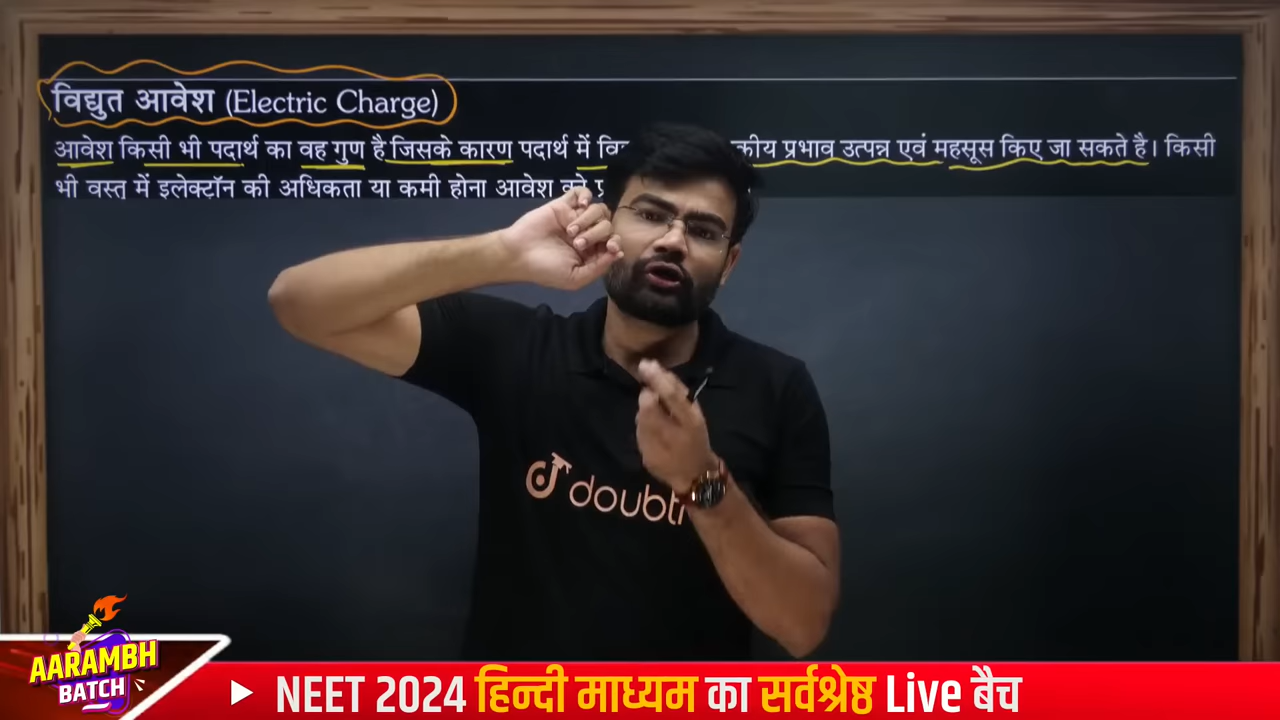 विद्युत आवेश (Electric Charge)
आवेश किसी भी पदार्थ का वह गुण है जिसके कारण पदार्थ में प्रभाव उत्पन्न एवं महसूस किए जा सकते है। किसी
भी वस्तु में इलेक्ट्रॉन की अधिकता या कमी होना आवेश को
doubt
AARAMBH
BATCH
NEET 2024 हिन्दी माध्यम का सर्वश्रेष्ठ Live बैच